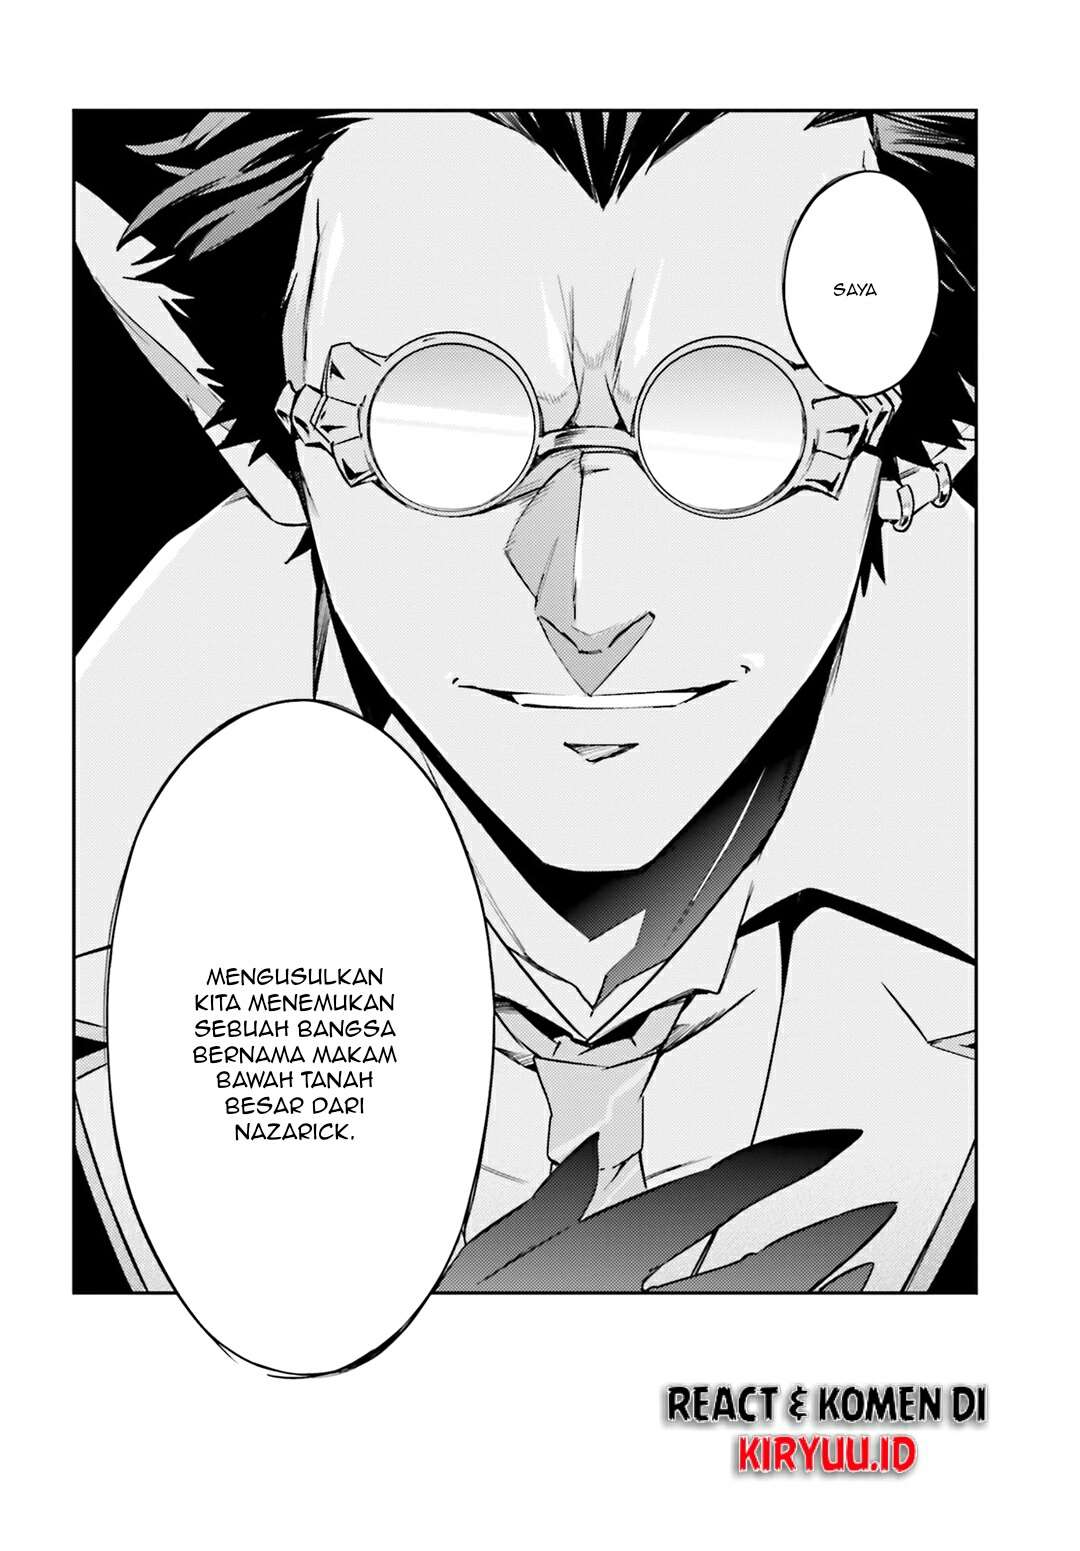 SAYA
MENGUSULKAN
KITA MENEMUKAN
SEBUAH BANGSA
BERNAMA MAKAM
BAWAH TANAH
BESAR DARI
NAZARICK.
REACT & KOMEN DI
KIRYUU.ID